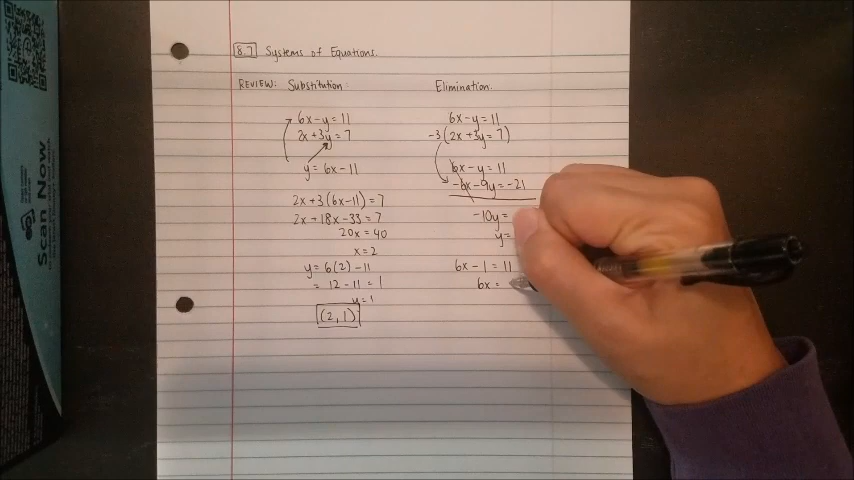 8.7 Systems of Equations.
REVIEW: Substitution:
6x-y=11
2x+3y=7
y=6x-11
2x+3(6x-11)=7
2x+18x-33=7
20x=40
x=2
y=6(2)-11
=12-11=1
y=1
(2,1)
Elimination.
6x-y=11
-3(2x+3y=7)
6x-y=11
-6x-9y=-21
-10y=
y=
6x-1=11
6x=
Scan Now